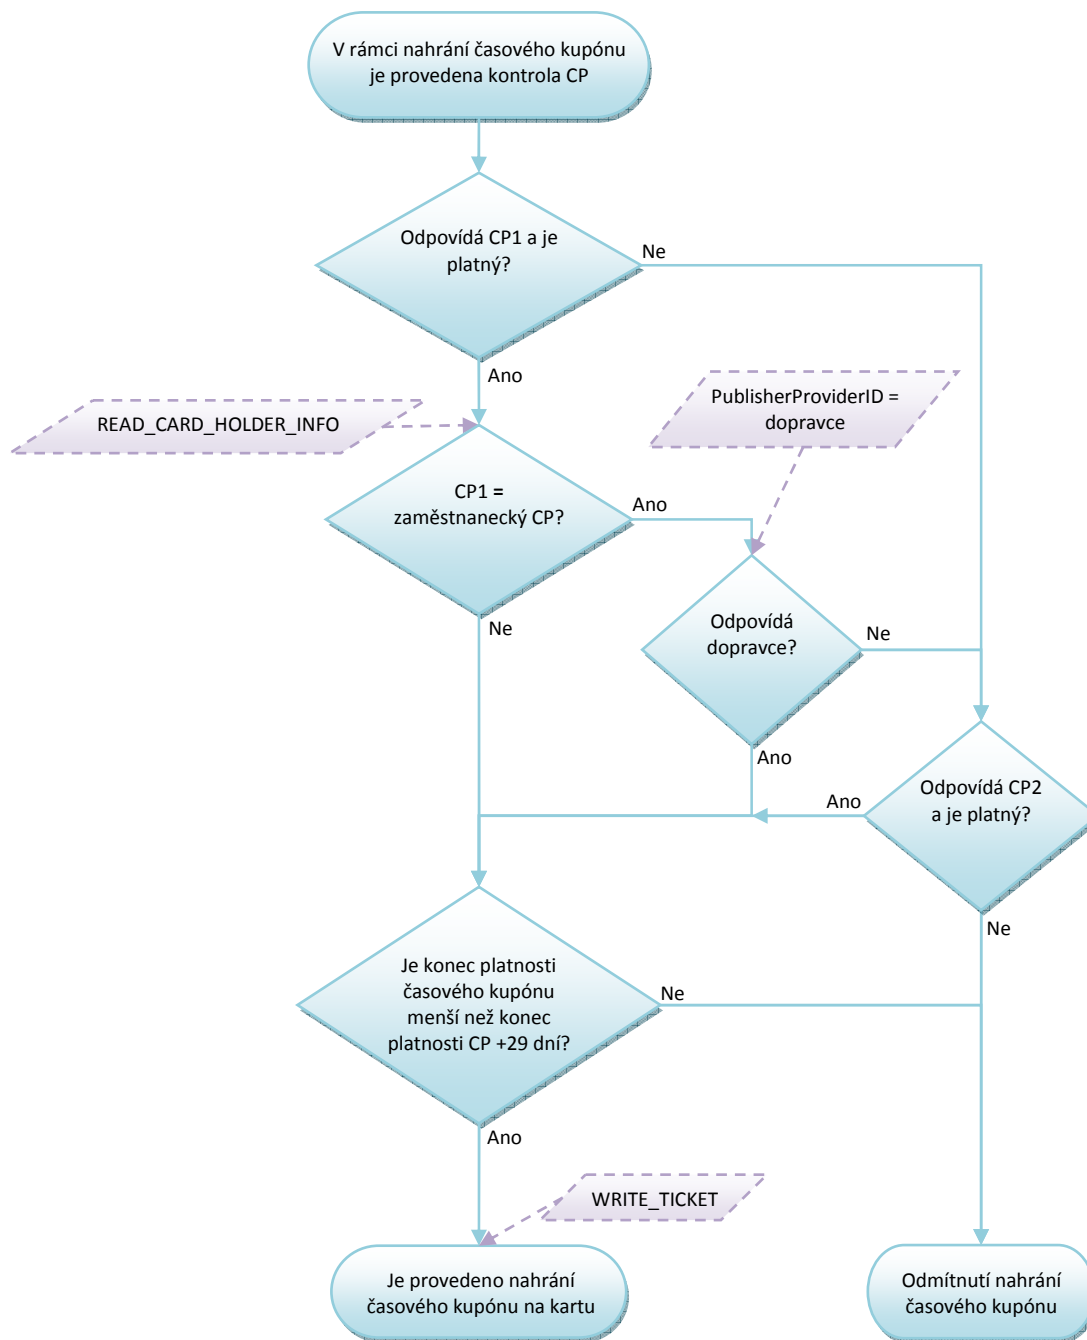 V rámci nahrání časového kupónu
je provedena kontrola CP
Odpovídá CP1 a je
platný?
Ne
Ano
READ_CARD_HOLDER_INFO
PublisherProviderID =
dopravce
CP1 =
zaměstnanecký CP?
Ano
Ne
Odpovídá
dopravce?
Ne
Ano
Odpovídá CP2
a je platný?
Ano
Ne
Je konec platnosti
časového kupónu
menší než konec
platnosti CP +29 dní?
Ne
Ano
WRITE_TICKET
Je provedeno nahrání
časového kupónu na kartu
Odmítnutí nahrání
časového kupónu